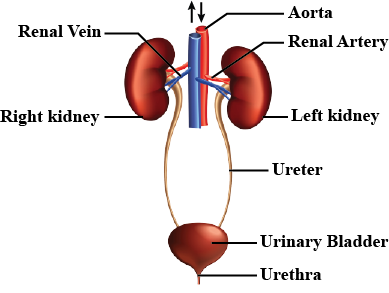 Aorta
Renal Vein
Renal Artery
Right kidney
Left kidney
Ureter
Urinary Bladder
Urethra